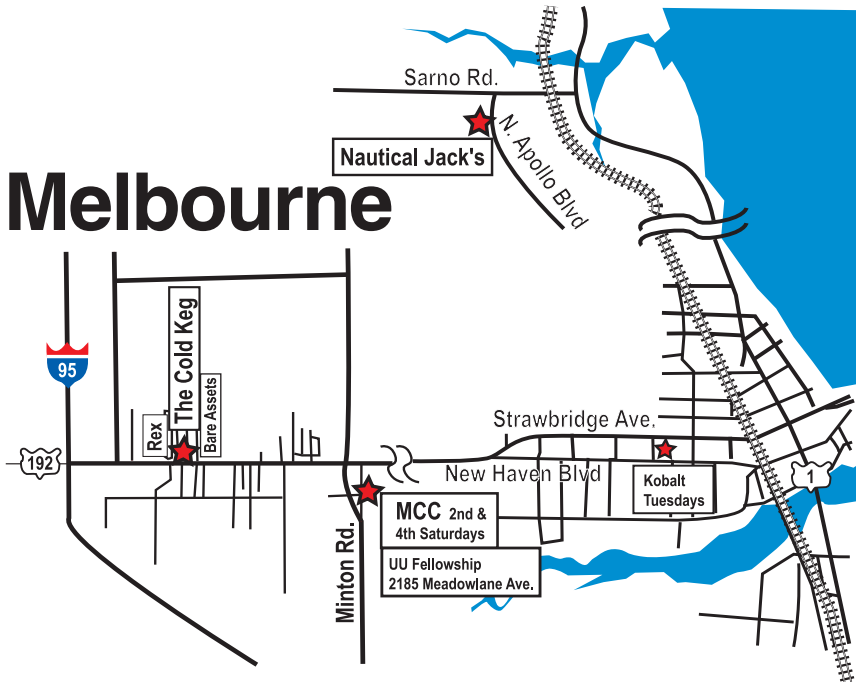 Sarno Rd.
N. Apollo Blvd
Nautical Jack's
Melbourne
95
Rex
The Cold Keg
Bare Assets
192
Strawbridge Ave.
New Haven Blvd
Kobalt
Tuesdays
1
MCC 2nd &
4th Saturdays
UU Fellowship
2185 Meadowlane Ave.
Minton Rd.